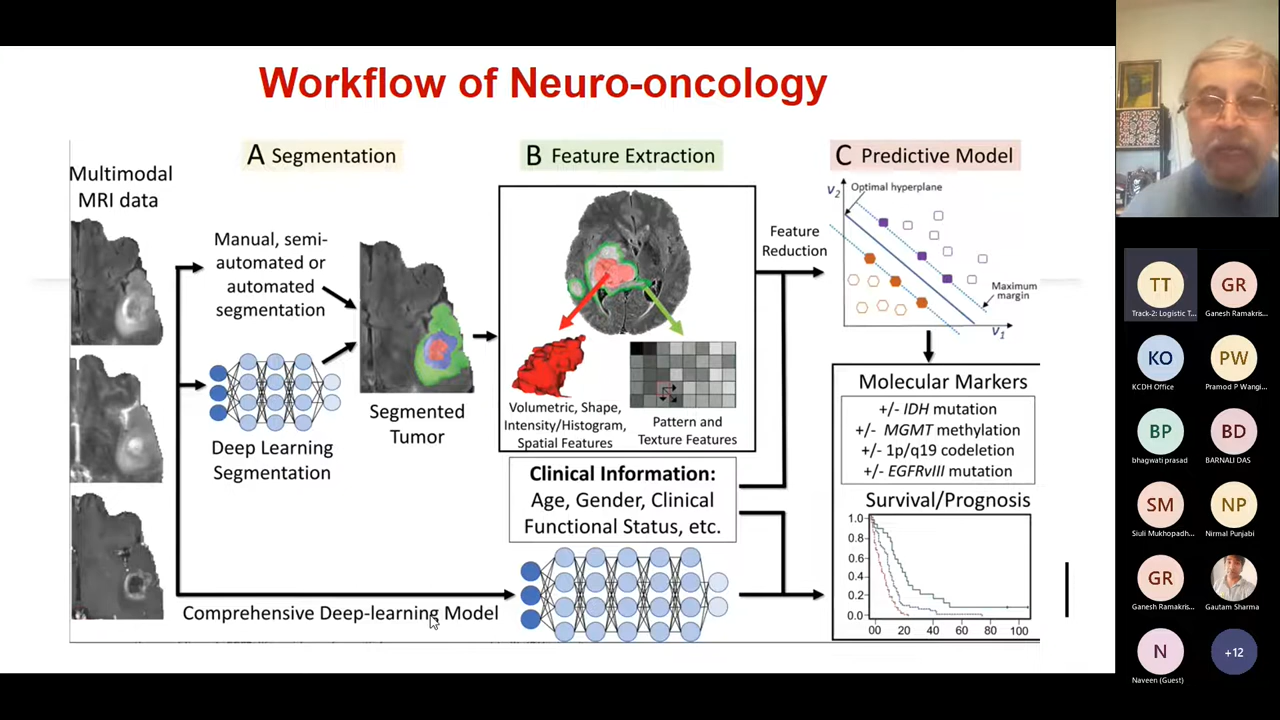 Workflow of Neuro-oncology
Multimodal
MRI data
A Segmentation
Manual, semi-
automated or
automated
segmentation
Deep Learning
Segmentation
Segmented
Tumor
B Feature Extraction
Volumetric, Shape,
Intensity/Histogram,
Spatial Features
Pattern and
Texture Features
Clinical Information:
Age, Gender, Clinical
Functional Status, etc.
Comprehensive Deep-learning Model
Feature
Reduction
C Predictive Model
V2
Optimal hyperplane
Maximum
margin
V1
Molecular Markers
+/- IDH mutation
+/- MGMT methylation
+/- 1p/q19 codeletion
+/- EGFRvIII mutation
Survival/Prognosis
1.0
0.8
0.6
0.4
0.2
0.0
00 20 40 60 80 100
TT GR
Track-2: Logistic T... Ganesh Ramakris...
KO PW
KCDH Office Pramod P Wangi...
BP BD
bhagwati prasad BARNALI DAS
SM NP
Siuli Mukhopadh... Nirmal Punjabi
GR
Ganesh Ramakris... Gautam Sharma
N +12
Naveen (Guest)